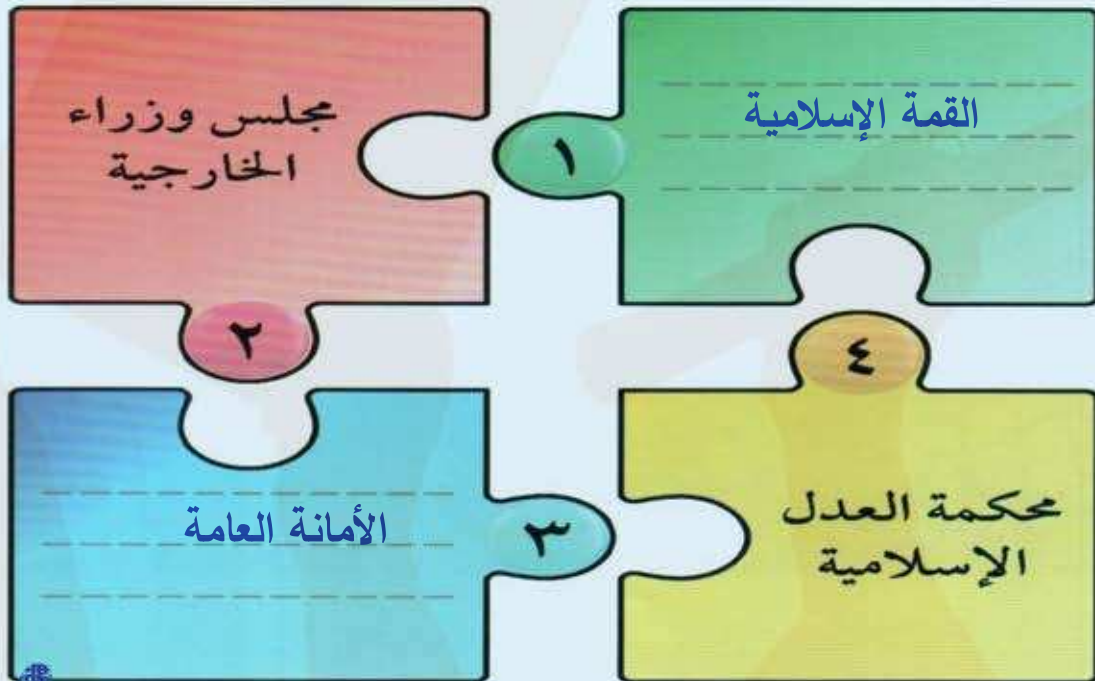 القمة الإسلامية
١
مجلس وزراء
الخارجية
٢
الأمانة العامة
٣
محكمة العدل
الإسلامية
٤